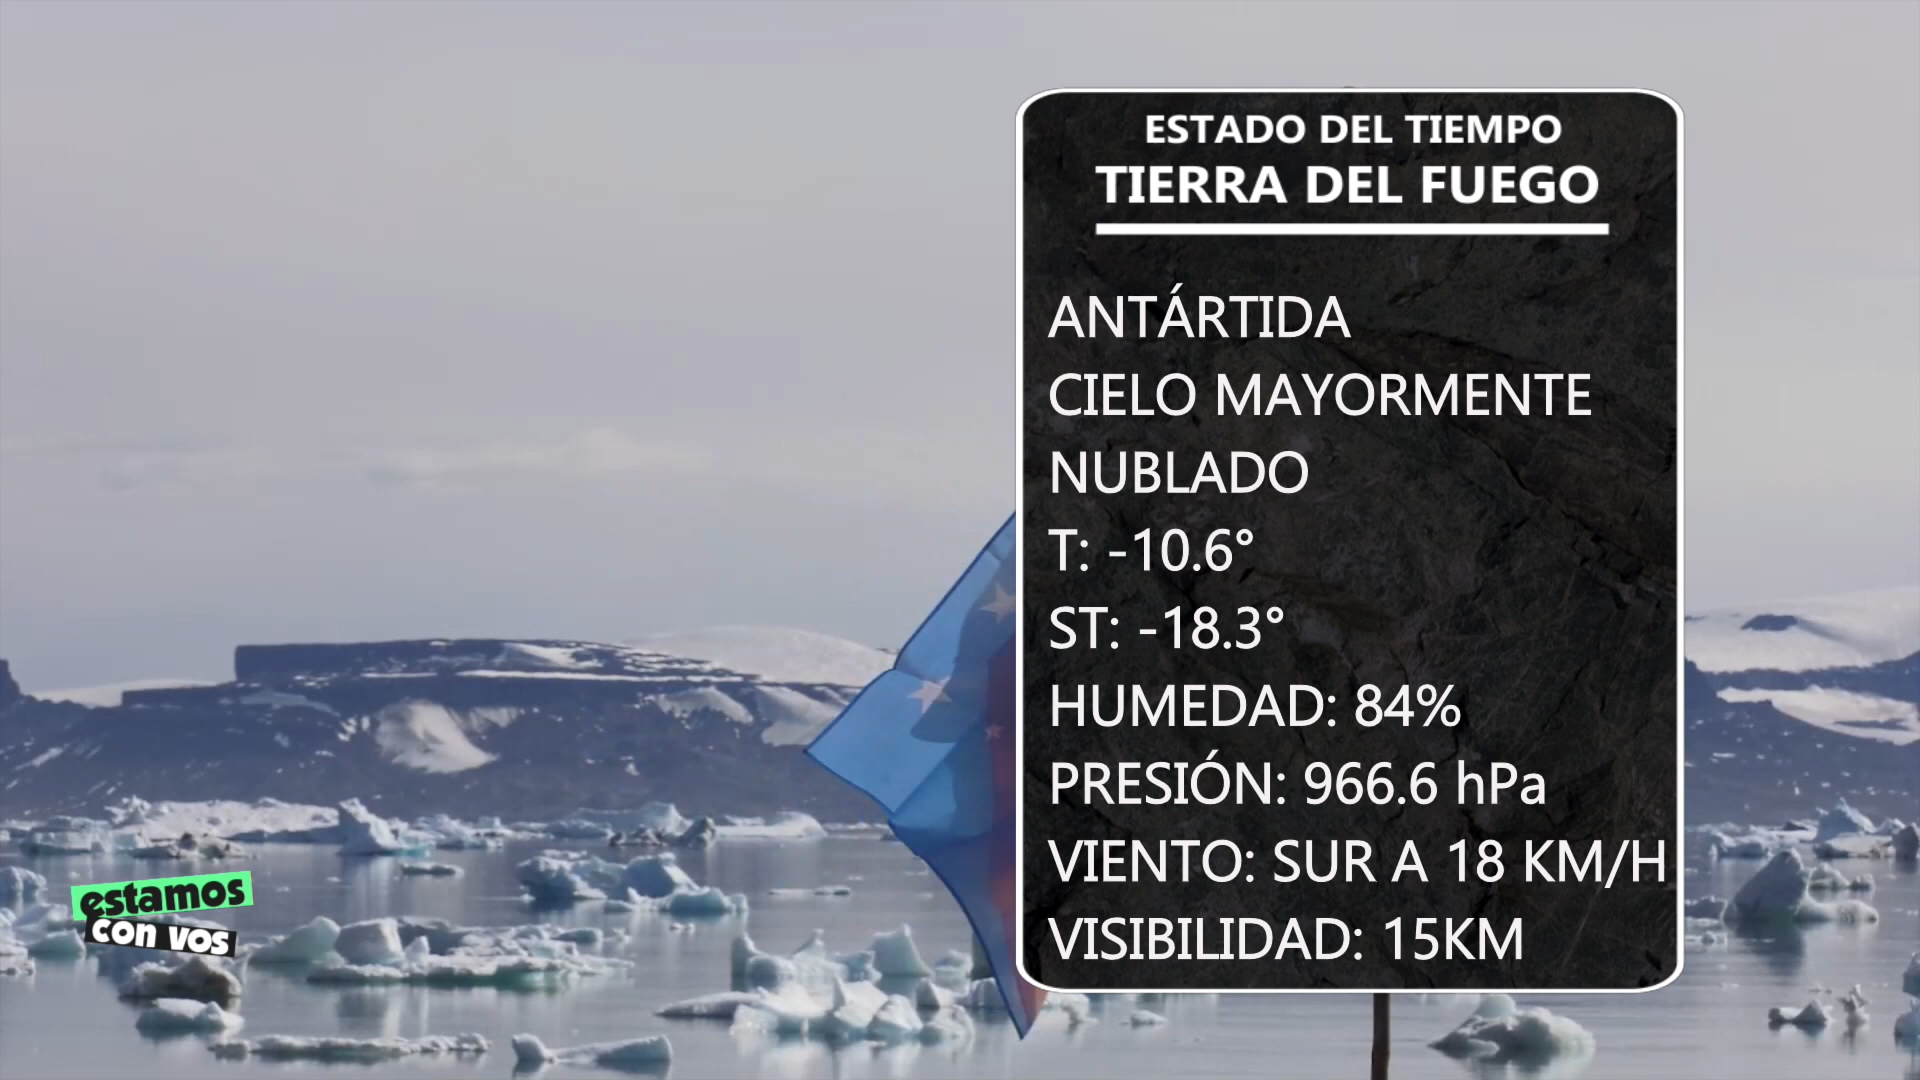 ESTADO DEL TIEMPO
TIERRA DEL FUEGO
ANTÁRTIDA
CIELO MAYORMENTE
NUBLADO
T: -10.6°
ST: -18.3°
HUMEDAD: 84%
PRESIÓN: 966.6 hPa
VIENTO: SUR A 18 KM/H
VISIBILIDAD: 15KM
estamos
con vos